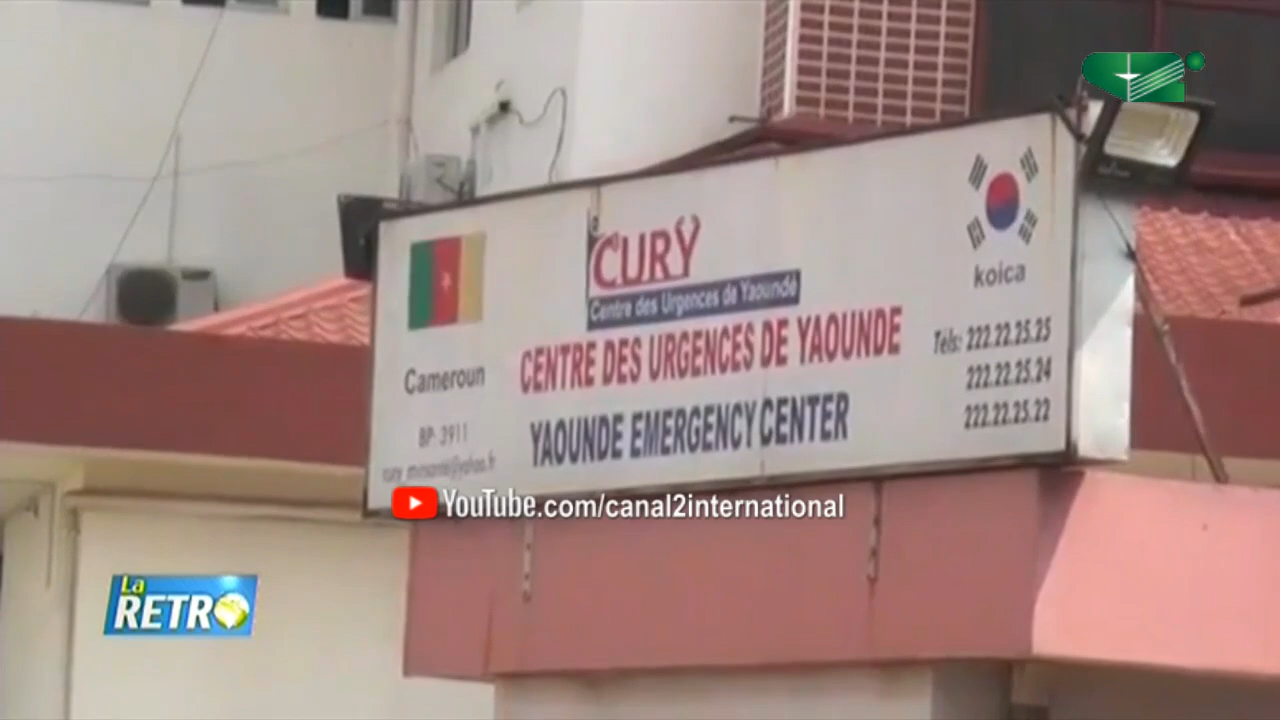 CURY
Centre des Urgences de Yaoundé
CENTRE DES URGENCES DE YAOUNDE
YAOUNDE EMERGENCY CENTER
Cameroun
BP: 3911
koica
Téls: 222.22.25.25
222.22.25.24
222.22.25.22
YouTube.com/canal2international
La
RETRO